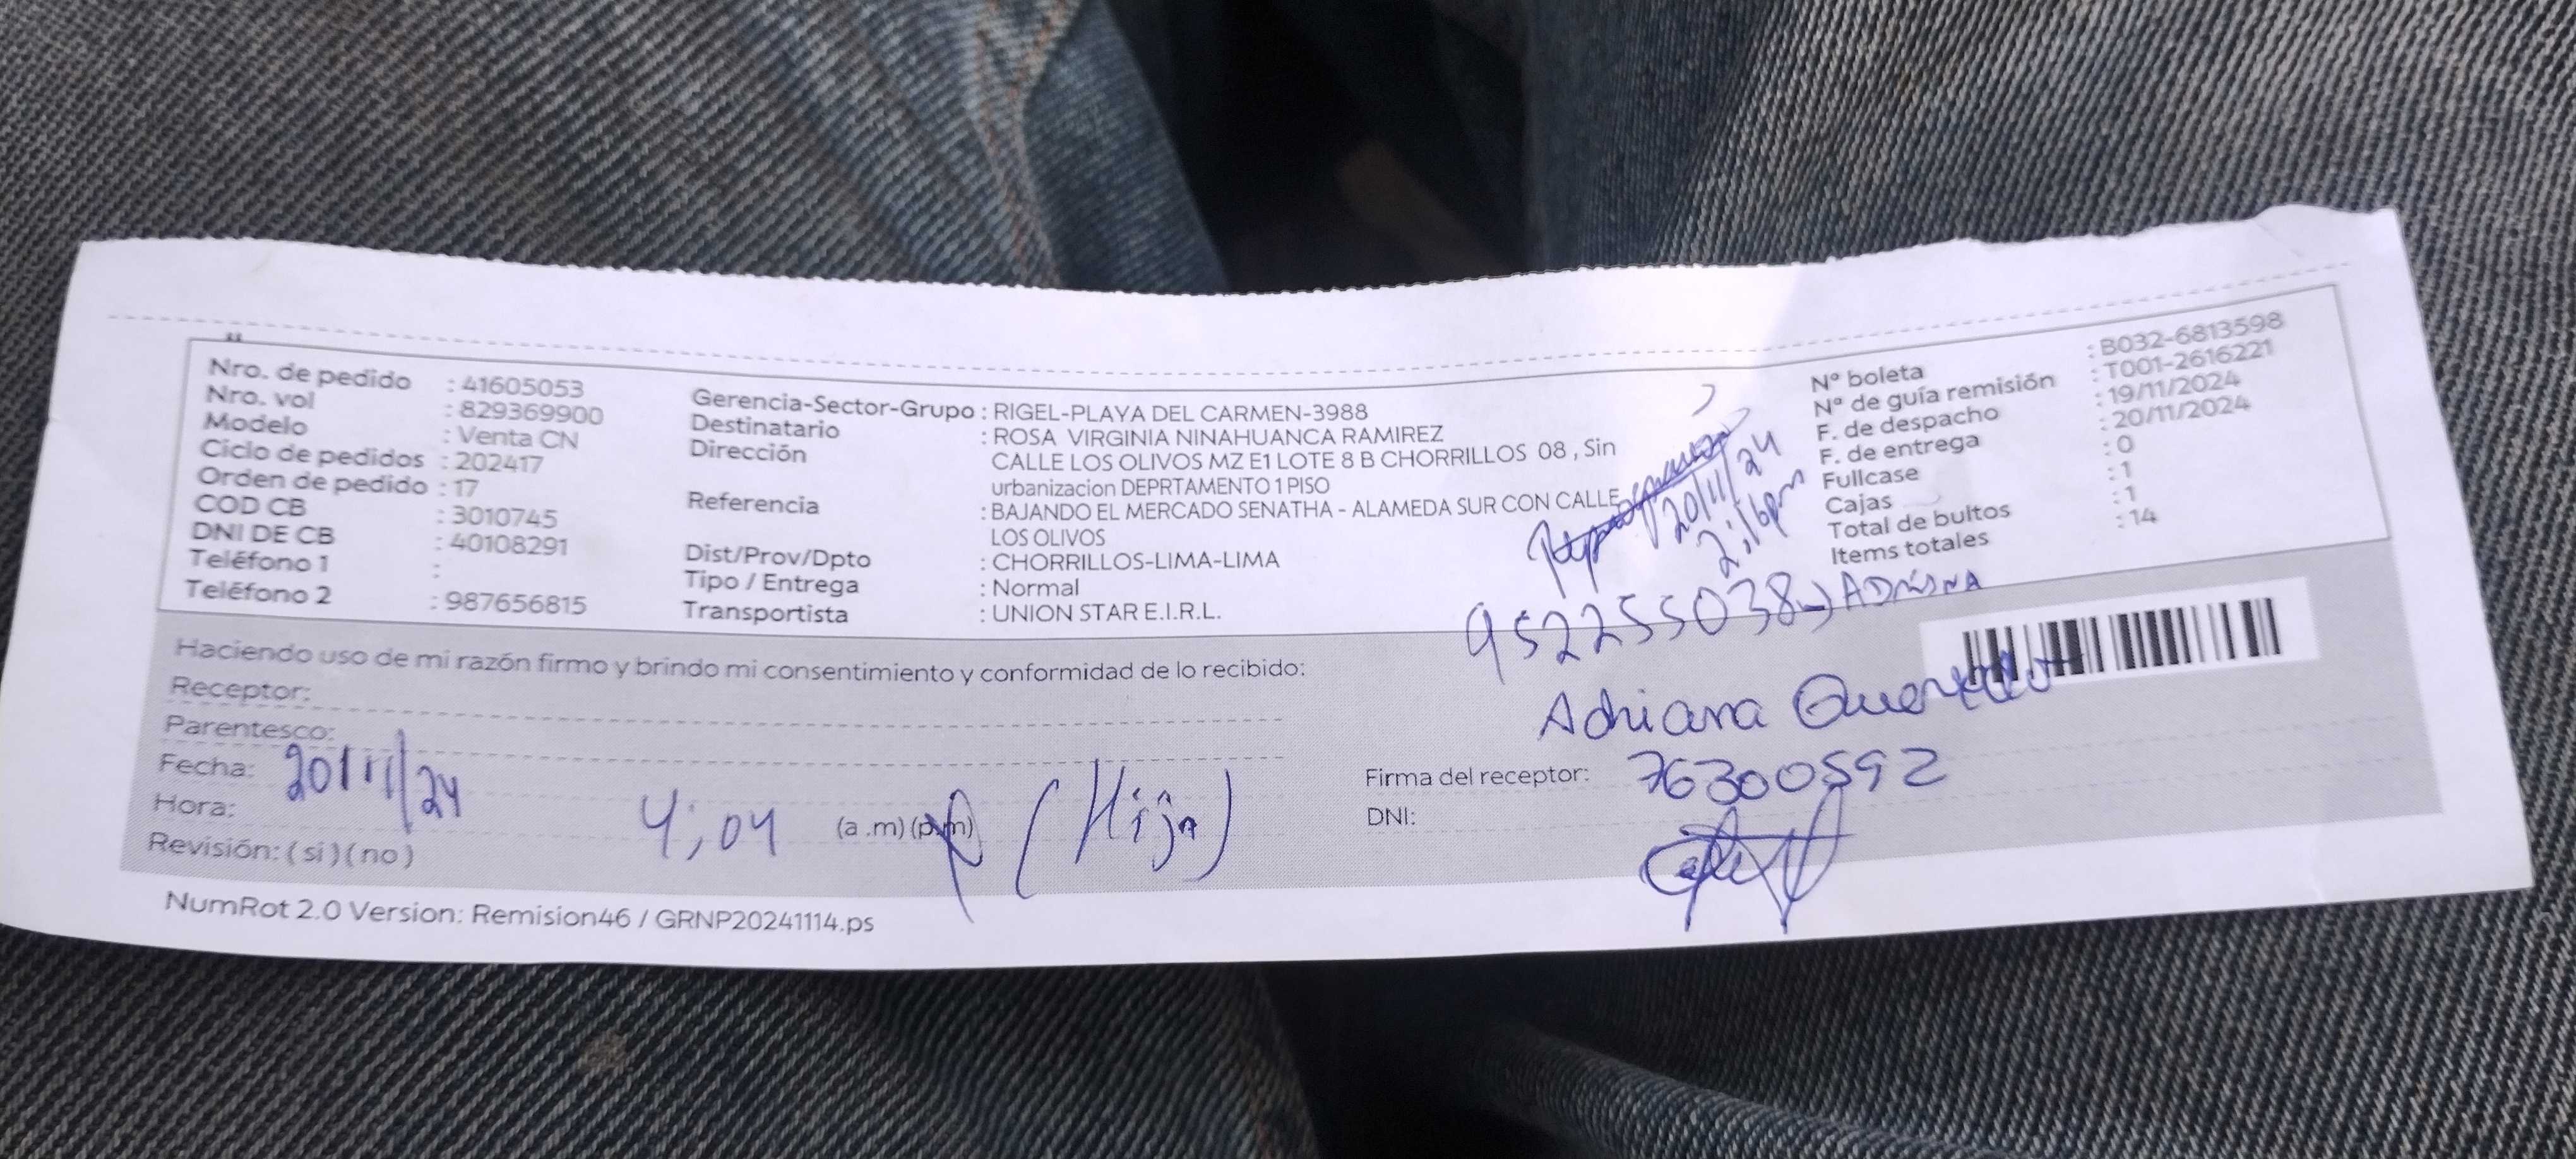 Nro. de pedido : 41605053
Nro. vol : 829369900
Modelo : Venta CN
Ciclo de pedidos : 202417
Orden de pedido : 17
COD CB : 3010745
DNI DE CB : 40108291
Teléfono 1 :
Teléfono 2 : 987656815
Gerencia-Sector-Grupo : RIGEL-PLAYA DEL CARMEN-3988
Destinatario : ROSA VIRGINIA NINAHUANCA RAMIREZ
Dirección CALLE LOS OLIVOS MZ E1 LOTE 8 B CHORRILLOS 08 , Sin
urbanizacion DEPRTAMENTO 1 PISO
Referencia : BAJANDO EL MERCADO SENATHA - ALAMEDA SUR CON CALLE
LOS OLIVOS
Dist/Prov/Dpto : CHORRILLOS-LIMA-LIMA
Tipo / Entrega : Normal
Transportista : UNION STAR E.I.R.L.
Nº boleta : B032-6813598
Nº de guía remisión : T001-2616221
F. de despacho : 19/11/2024
F. de entrega : 20/11/2024
Fullcase : 0
Cajas : 1
Total de bultos : 1
Items totales : 14
20/11/24
2:16pm
952255038 ADRIANA
Haciendo uso de mi razón firmo y brindo mi consentimiento y conformidad de lo recibido:
Receptor:
Parentesco:
Fecha: 20/11/24
Hora: 4:04 (a .m) (p.m) (Hija)
Revisión: ( si ) ( no )
Adriana
Firma del receptor: 76300592
DNI:
NumRot 2.0 Version: Remision46 / GRNP20241114.ps